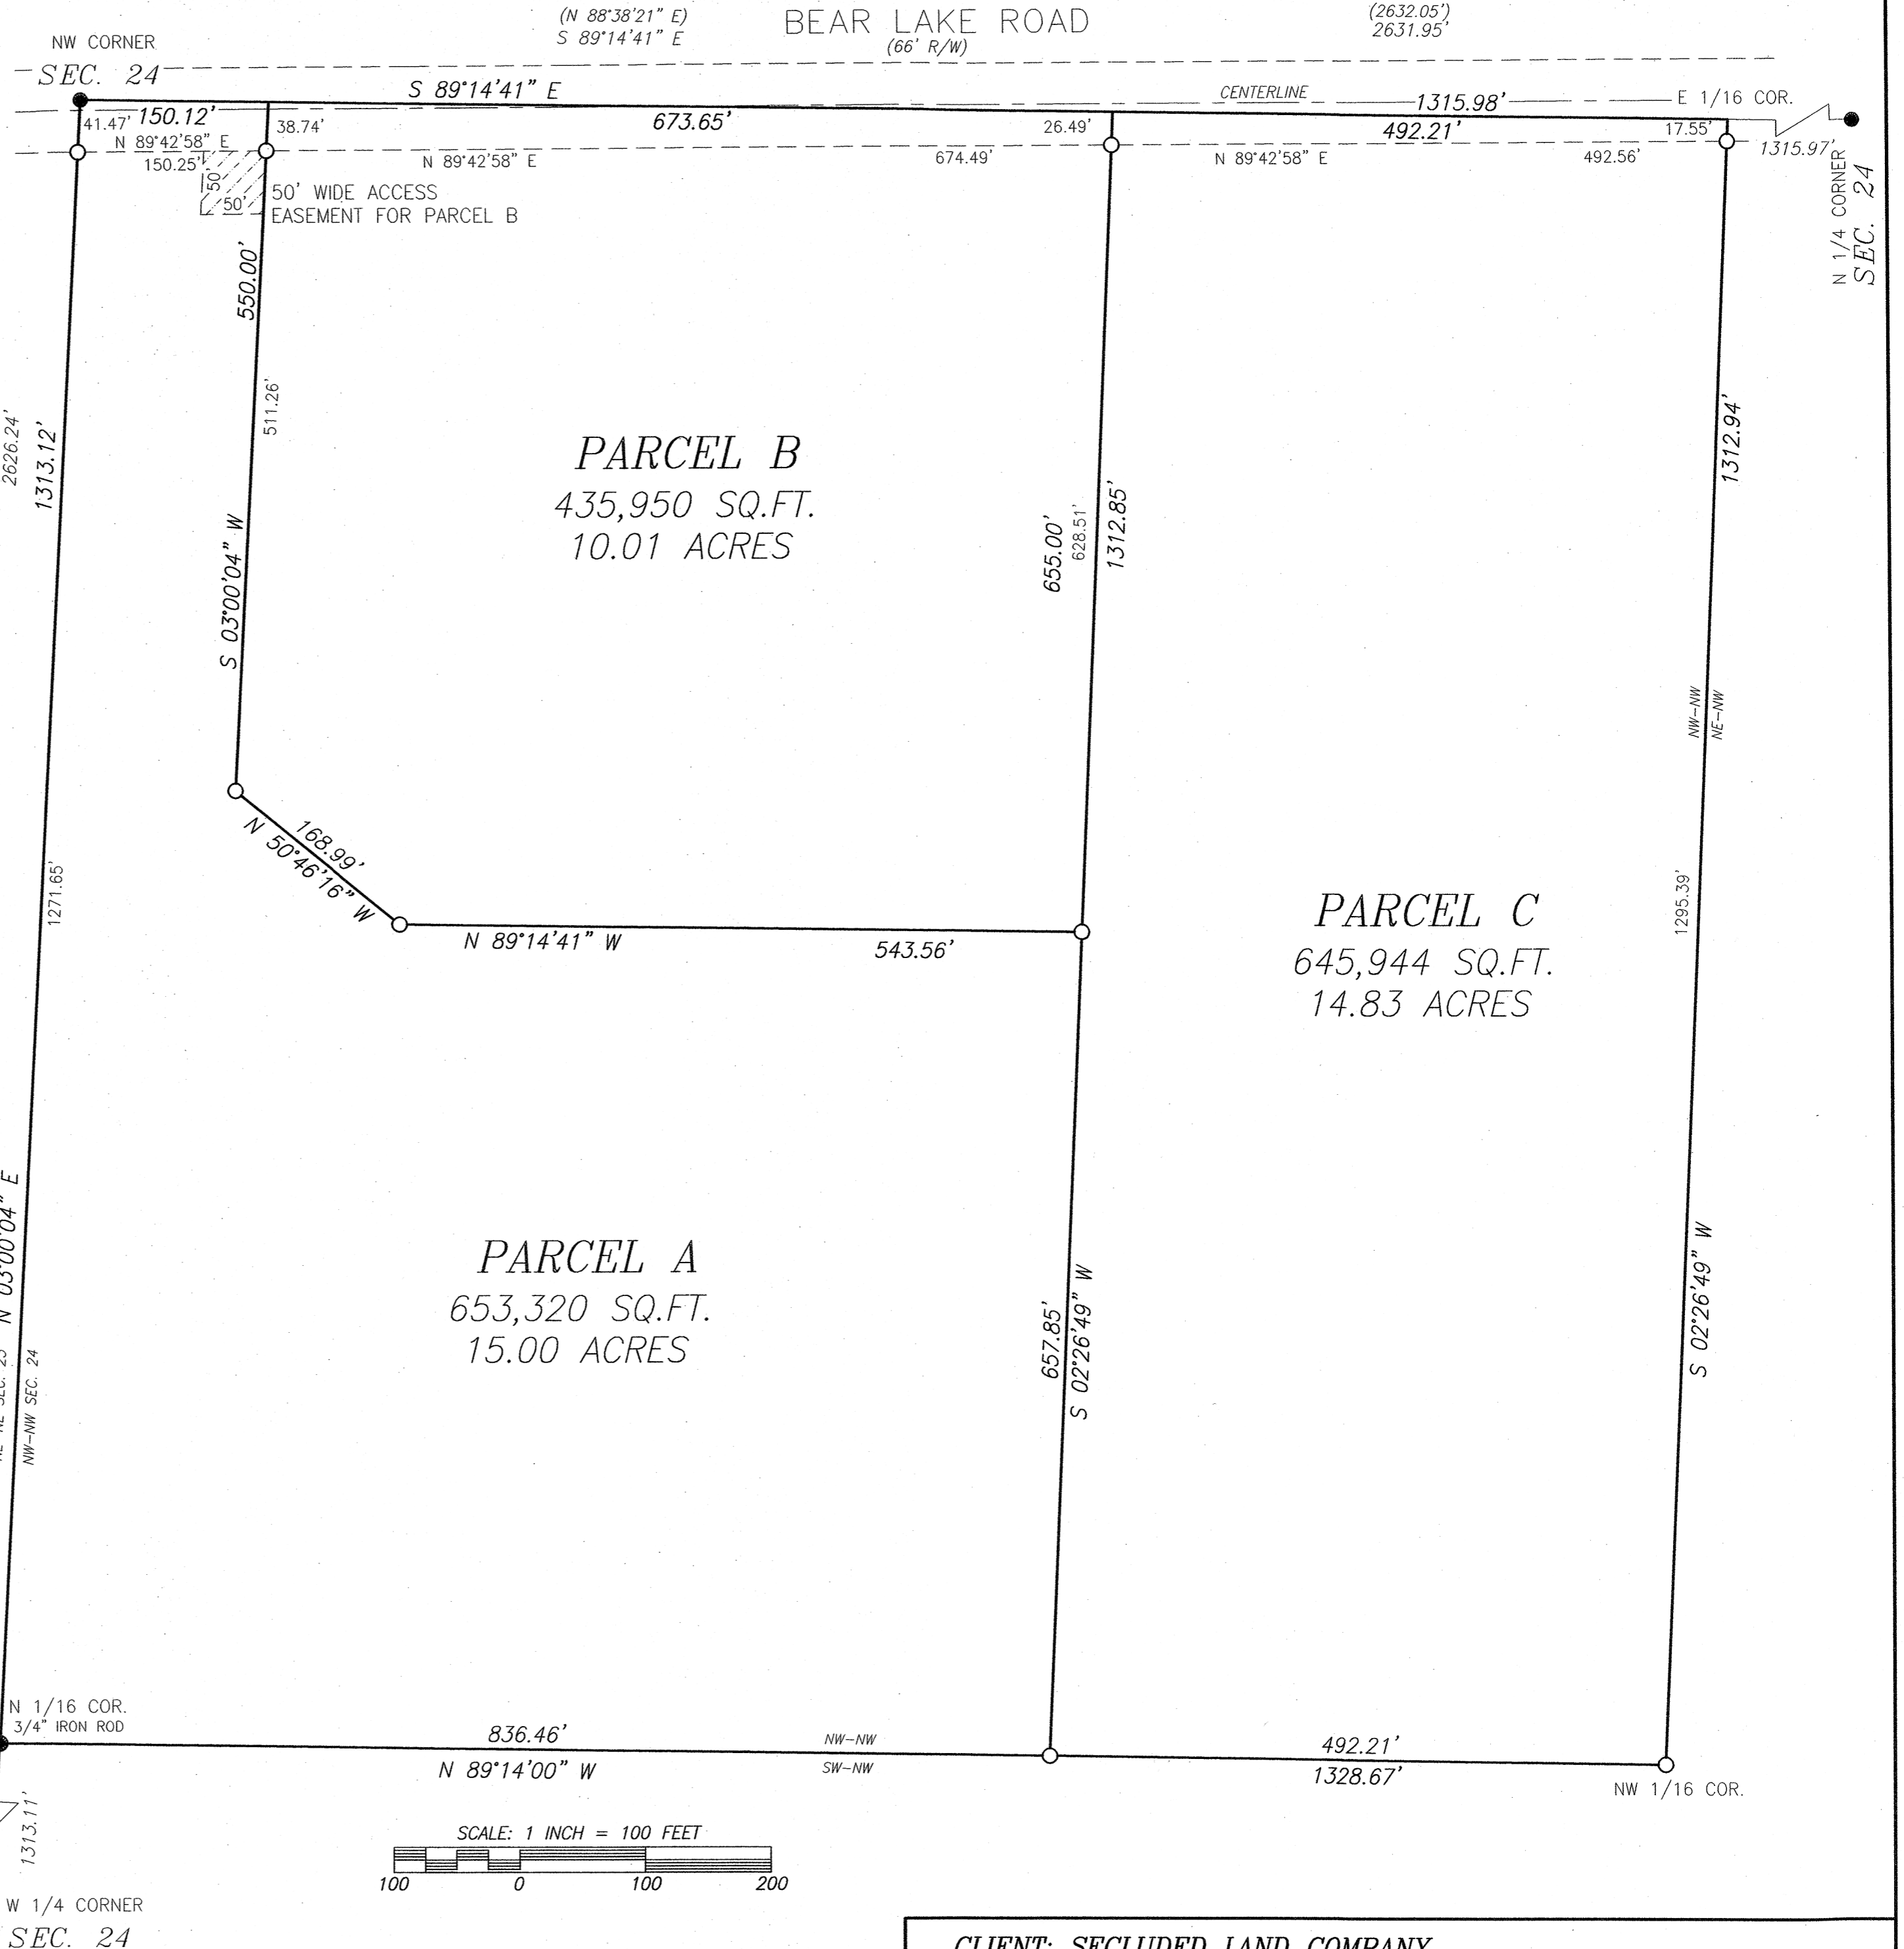 (N 88°38'21" E)
S 89°14'41" E
BEAR LAKE ROAD
(66' R/W)
(2632.05')
2631.95'
NW CORNER
SEC. 24
S 89°14'41" E
CENTERLINE
1315.98'
E 1/16 COR.
41.47'
150.12'
38.74'
673.65'
26.49'
492.21'
17.55'
1315.97'
N 89°42'58" E
150.25'
N 89°42'58" E
674.49'
N 89°42'58" E
492.56'
50'
50'
50' WIDE ACCESS
EASEMENT FOR PARCEL B
N 1/4 CORNER
SEC. 24
550.00'
511.26'
S 03°00'04" W
2626.24'
1313.12'
PARCEL B
435,950 SQ.FT.
10.01 ACRES
655.00'
628.51'
1312.85'
1312.94'
NW-NW
NE-NW
168.99'
N 50°46'16" W
N 89°14'41" W
543.56'
1271.65'
PARCEL C
645,944 SQ.FT.
14.83 ACRES
1295.39'
S 02°26'49" W
N 03°00'04" E
NW-NW SEC. 24
PARCEL A
653,320 SQ.FT.
15.00 ACRES
657.85'
S 02°26'49" W
N 1/16 COR.
3/4" IRON ROD
836.46'
N 89°14'00" W
NW-NW
SW-NW
492.21'
1328.67'
NW 1/16 COR.
1313.11'
SCALE: 1 INCH = 100 FEET
100 0 100 200
W 1/4 CORNER
SEC. 24
CLIENT: SECLUDED LAND COMPANY